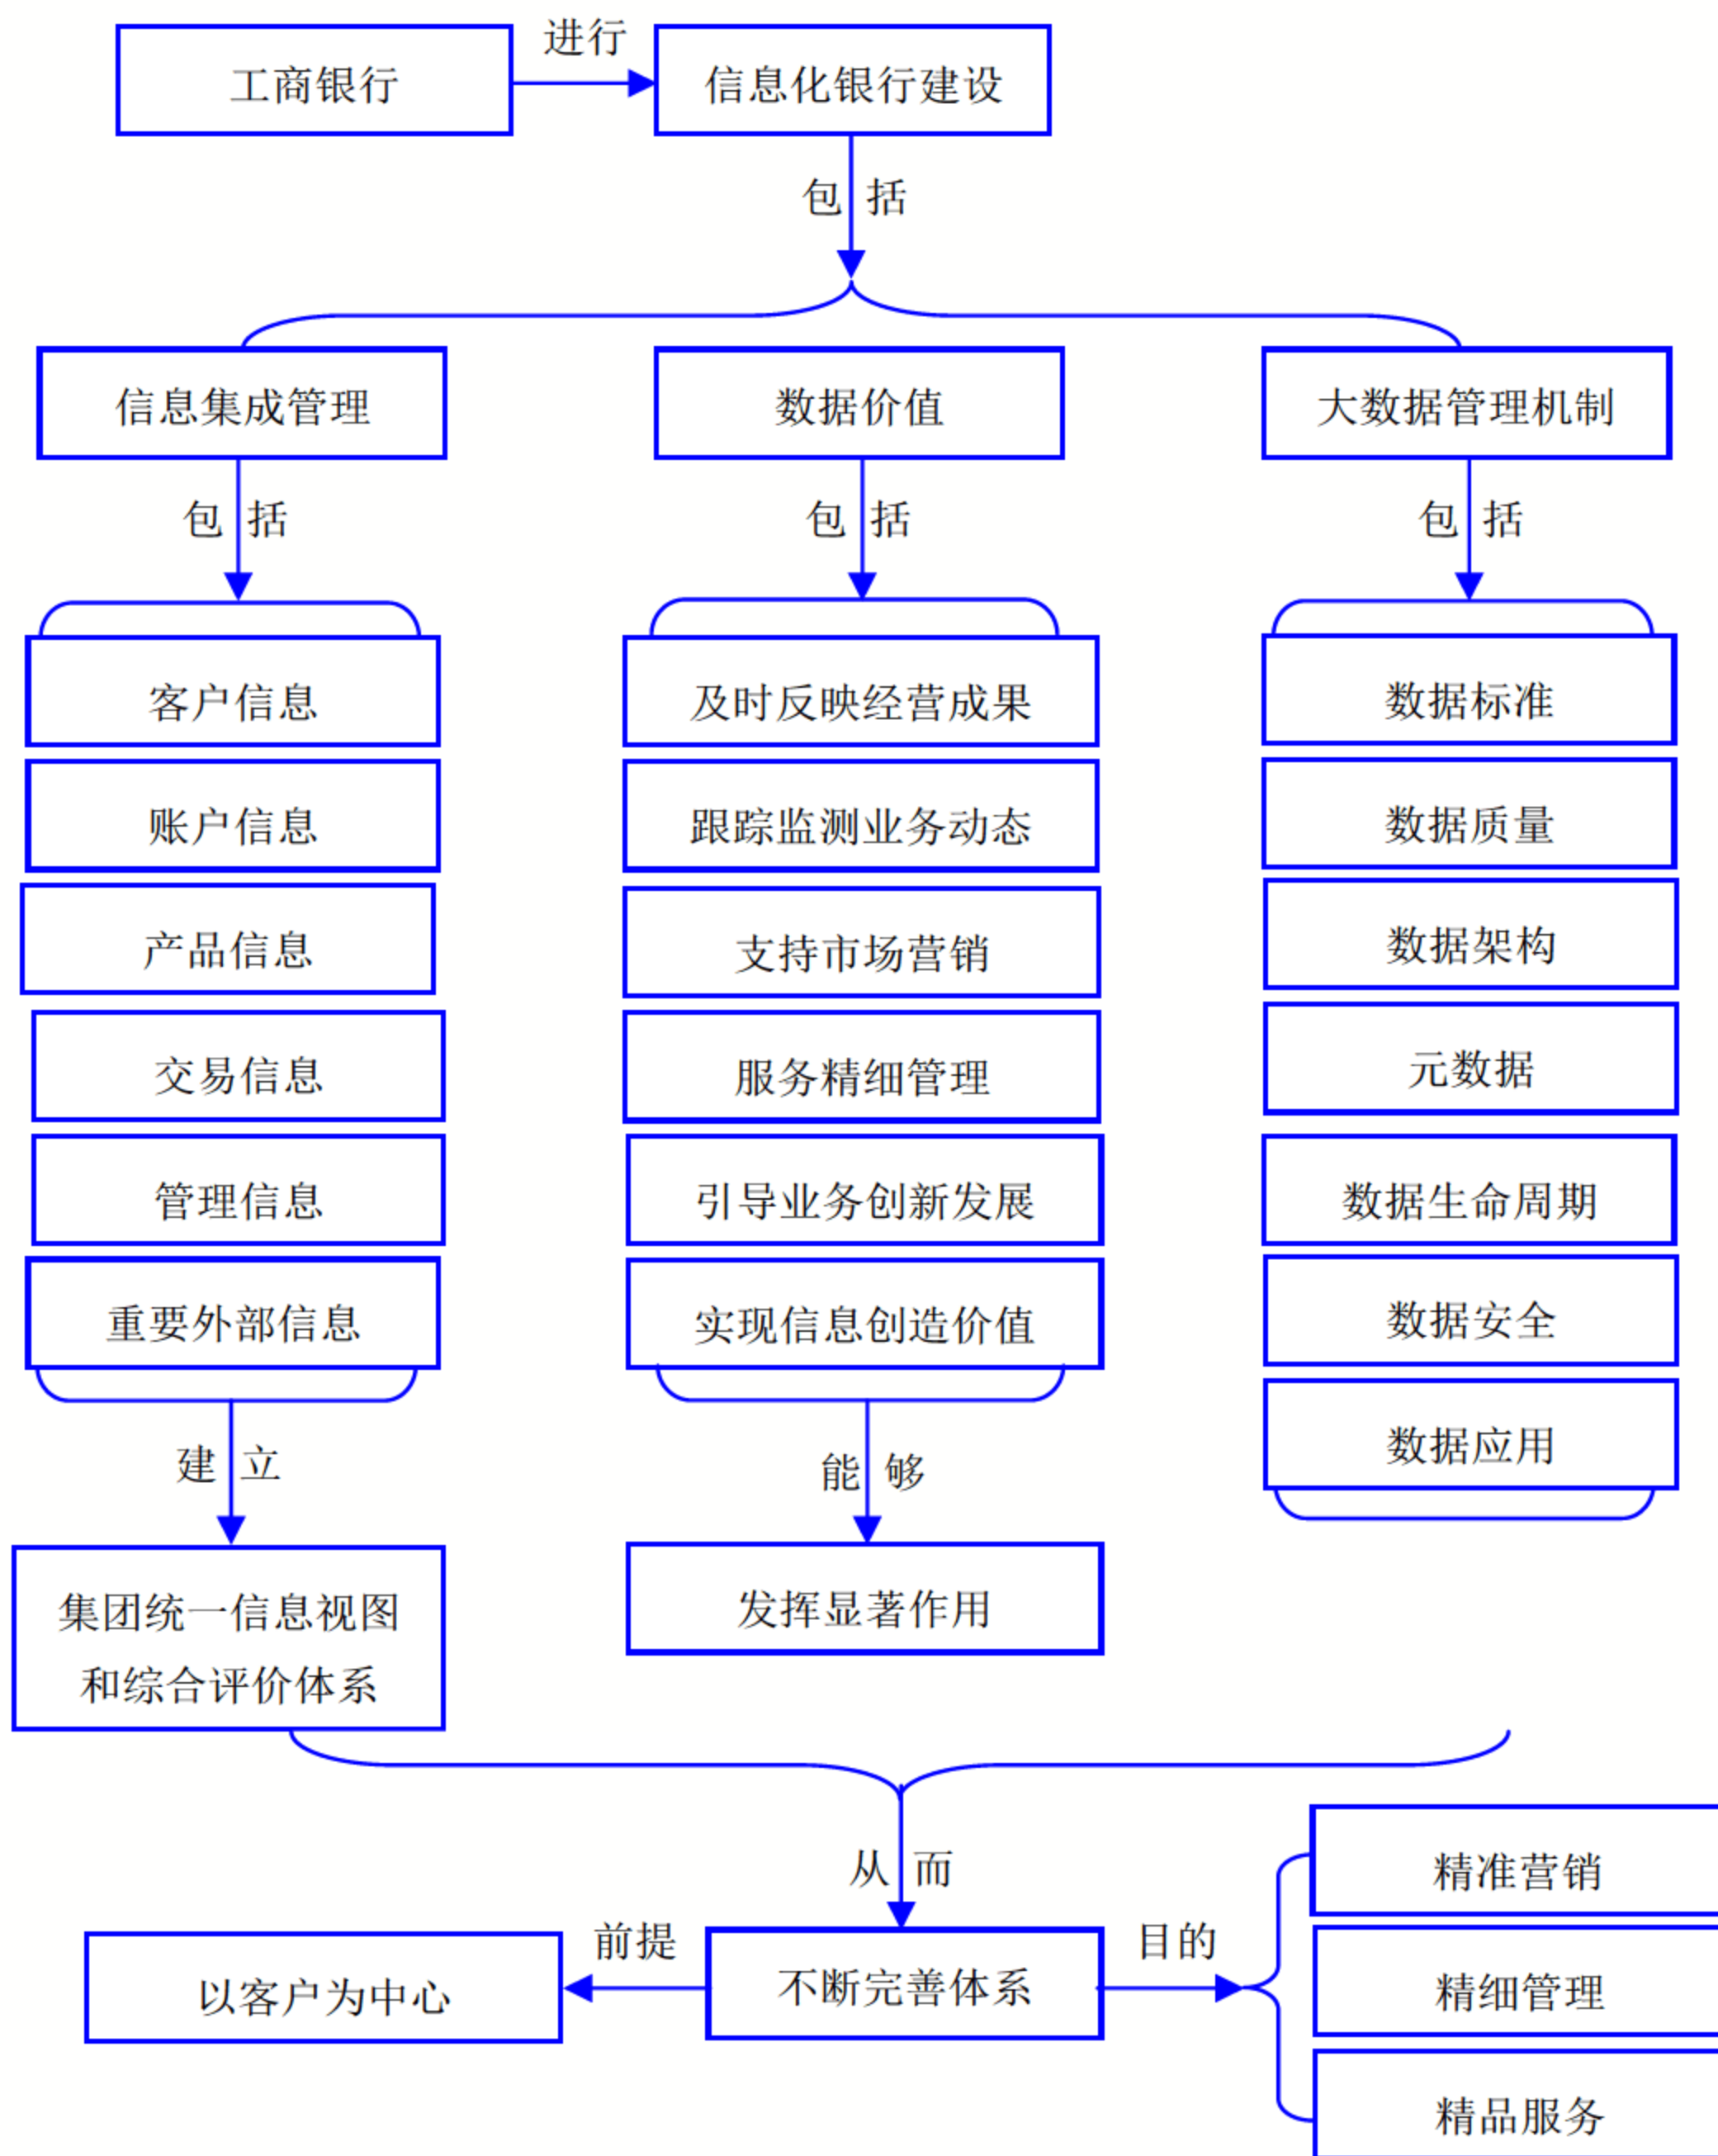 工商银行
进行
信息化银行建设
包括
信息集成管理
数据价值
大数据管理机制
包括
包括
包括
客户信息
及时反映经营成果
数据标准
账户信息
跟踪监测业务动态
数据质量
产品信息
支持市场营销
数据架构
交易信息
服务精细管理
元数据
管理信息
引导业务创新发展
数据生命周期
重要外部信息
实现信息创造价值
数据安全
数据应用
建立
能够
集团统一信息视图
和综合评价体系
发挥显著作用
从而
前提
目的
以客户为中心
不断完善体系
精准营销
精细管理
精品服务